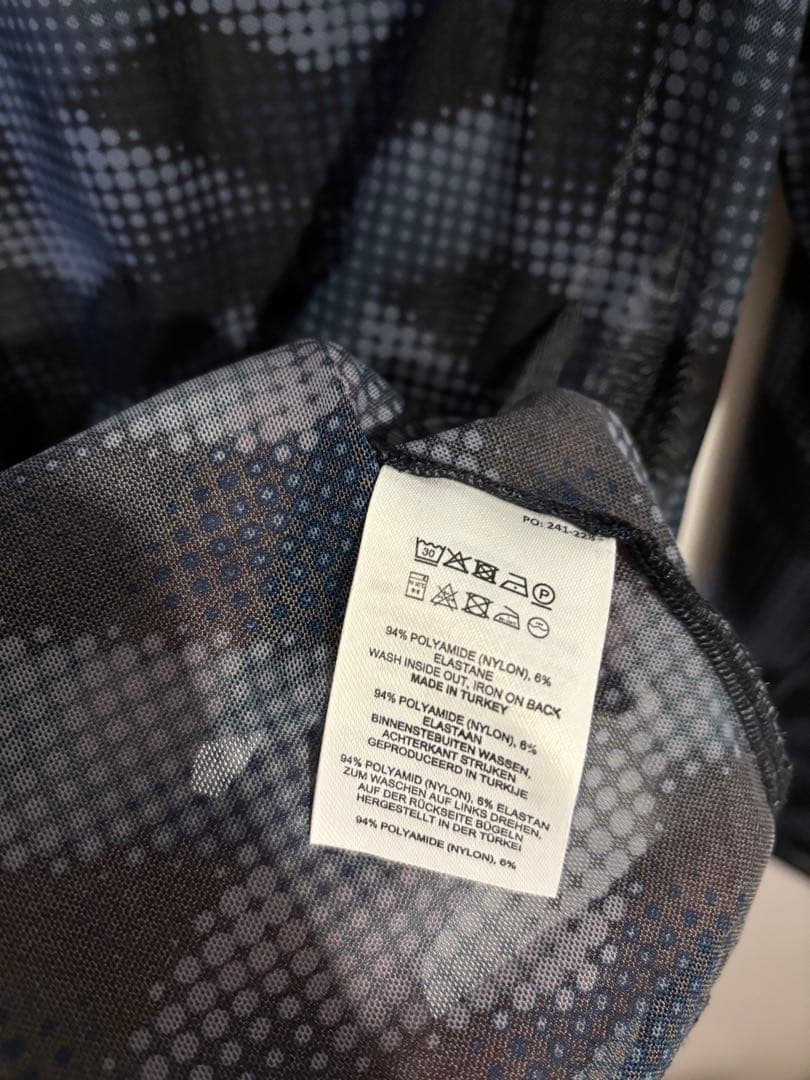 PO: 241-228
30
P
94% POLYAMIDE (NYLON), 6%
ELASTANE
WASH INSIDE OUT, IRON ON BACK
MADE IN TURKEY
94% POLYAMIDE (NYLON), 6%
ELASTAAN
BINNENSTEBUITEN WASSEN,
ACHTERKANT STRIJKEN
GEPRODUCEERD IN TURKIJE
94% POLYAMID (NYLON), 6% ELASTAN
ZUM WASCHEN AUF LINKS DREHEN,
AUF DER RÜCKSEITE BÜGELN
HERGESTELLT IN DER TÜRKEI
94% POLYAMIDE (NYLON), 6%